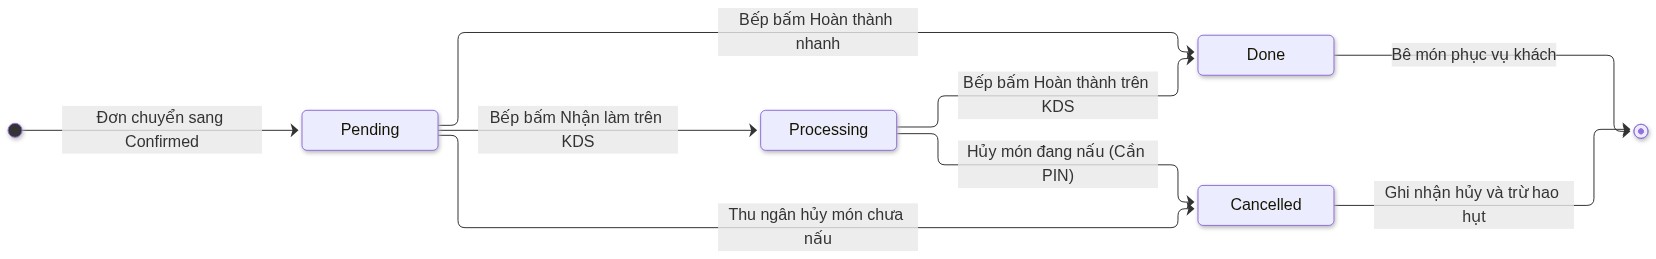 Đơn chuyển sang
Confirmed
Pending
Bếp bấm Hoàn thành
nhanh
Bếp bấm Nhận làm trên
KDS
Thu ngân hủy món chưa
nấu
Processing
Bếp bấm Hoàn thành trên
KDS
Hủy món đang nấu (Cần
PIN)
Done
Cancelled
Bê món phục vụ khách
Ghi nhận hủy và trừ hao
hụt